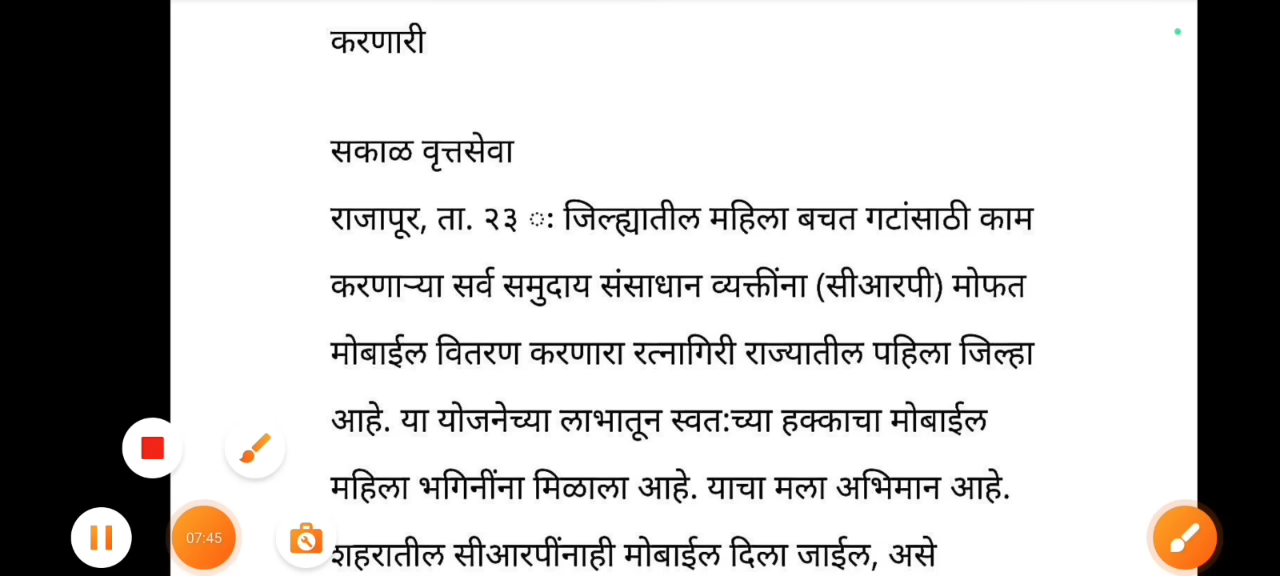 करणारी
सकाळ वृत्तसेवा
राजापूर, ता. २३ ः जिल्ह्यातील महिला बचत गटांसाठी काम
करणाऱ्या सर्व समुदाय संसाधान व्यक्तींना (सीआरपी) मोफत
मोबाईल वितरण करणारा रत्नागिरी राज्यातील पहिला जिल्हा
आहे. या योजनेच्या लाभातून स्वत:च्या हक्काचा मोबाईल
महिला भगिनींना मिळाला आहे. याचा मला अभिमान आहे.
शहरातील सीआरपींनाही मोबाईल दिला जाईल, असे
07:45